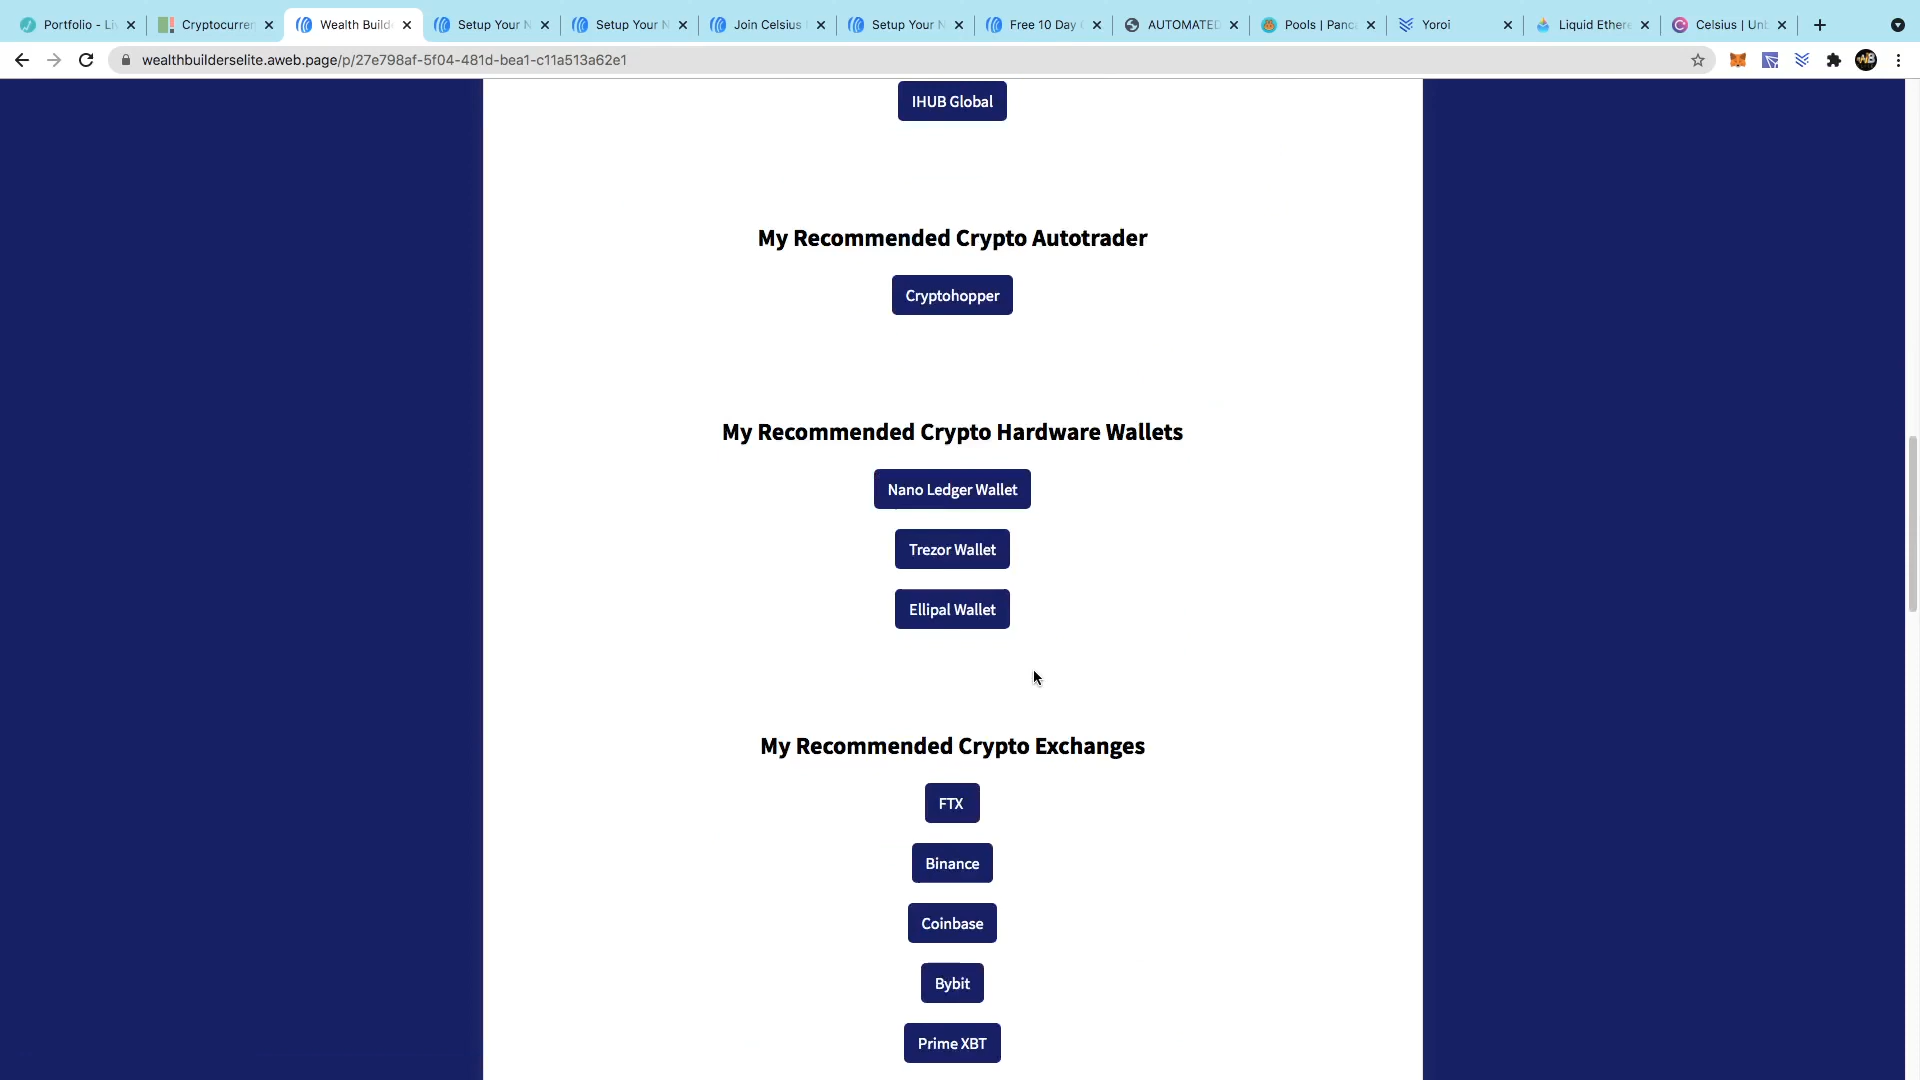 Portfolio - Li
Cryptocurren
Wealth Builde
Setup Your N
Setup Your N
Join Celsius
Setup Your N
Free 10 Day
AUTOMATED
Pools | Panc
Yoroi
Liquid Ethere
Celsius | Unb
wealthbuilderselite.aweb.page/p/27e798af-5f04-481d-bea1-c11a513a62e1
IHUB Global
My Recommended Crypto Autotrader
Cryptohopper
My Recommended Crypto Hardware Wallets
Nano Ledger Wallet
Trezor Wallet
Ellipal Wallet
My Recommended Crypto Exchanges
FTX
Binance
Coinbase
Bybit
Prime XBT